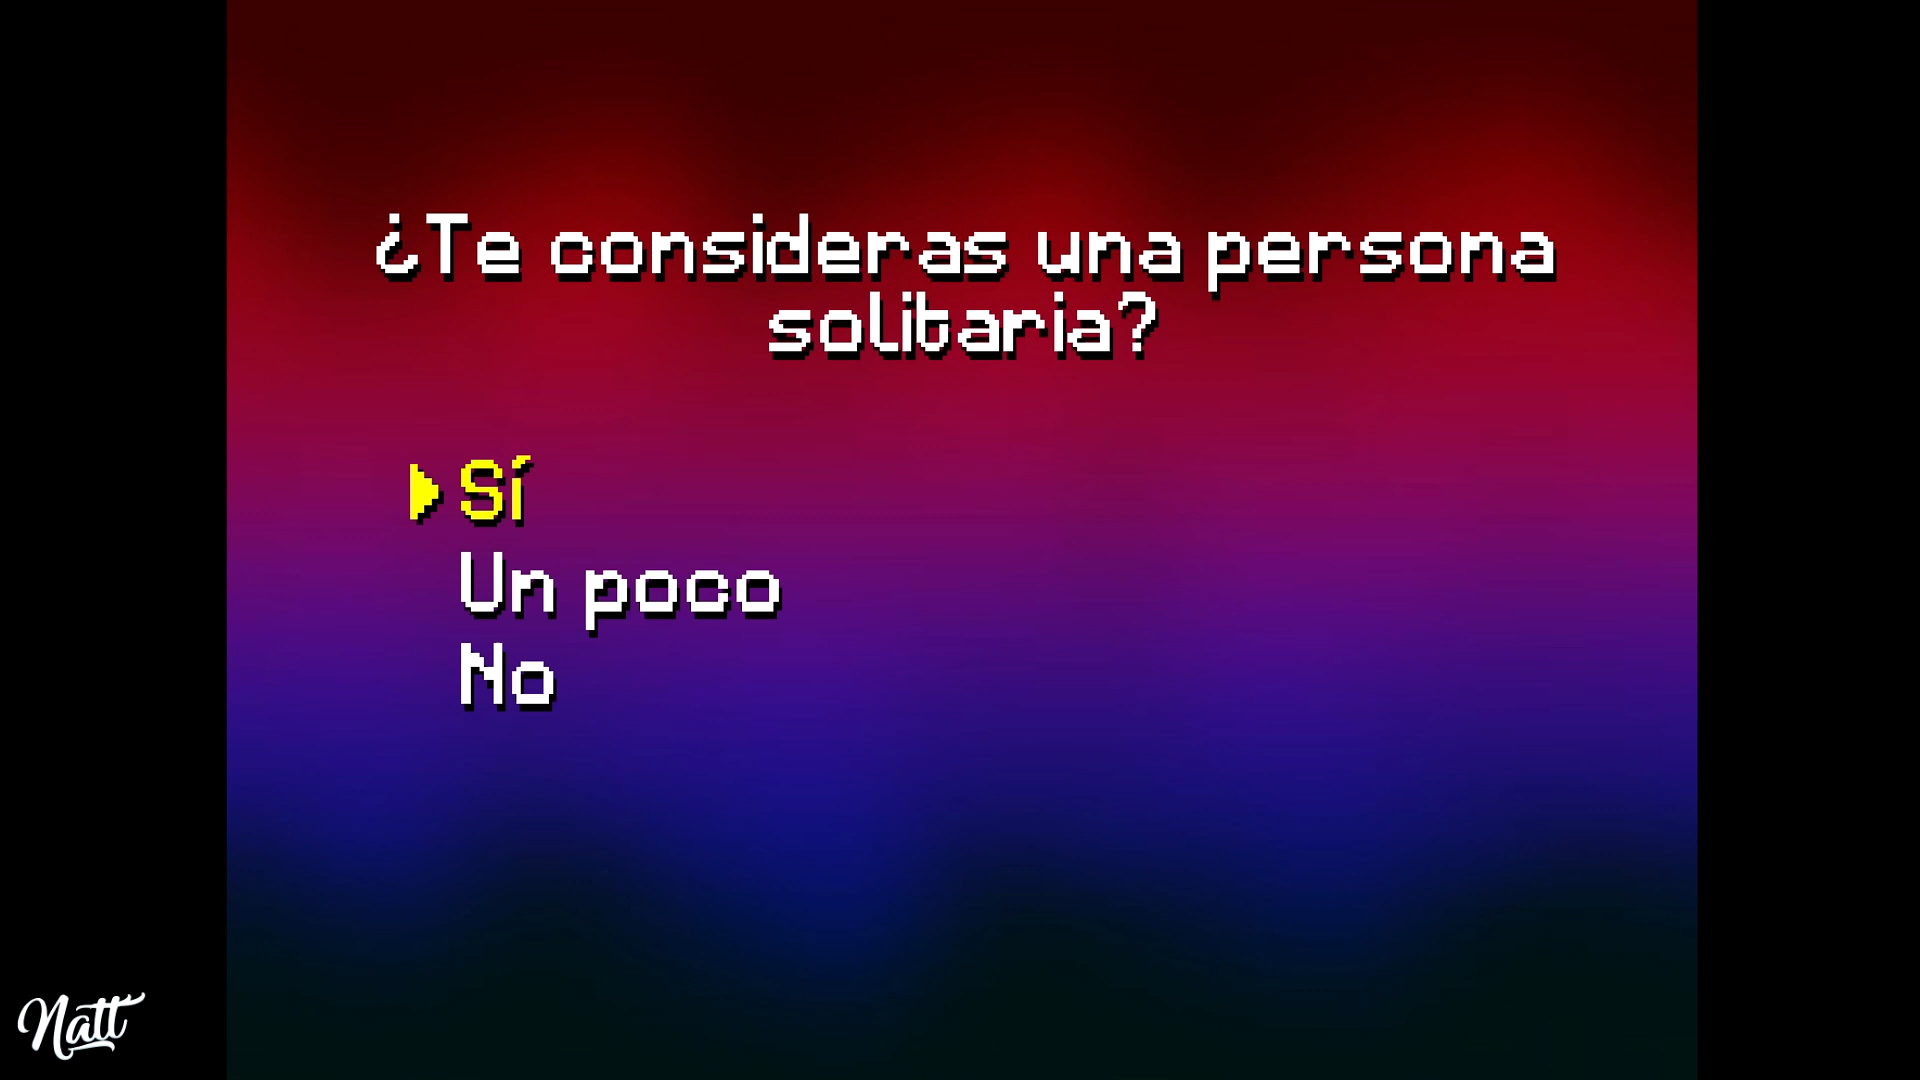 ¿Te consideras una persona
solitaria?
Sí
Un poco
No
Natt